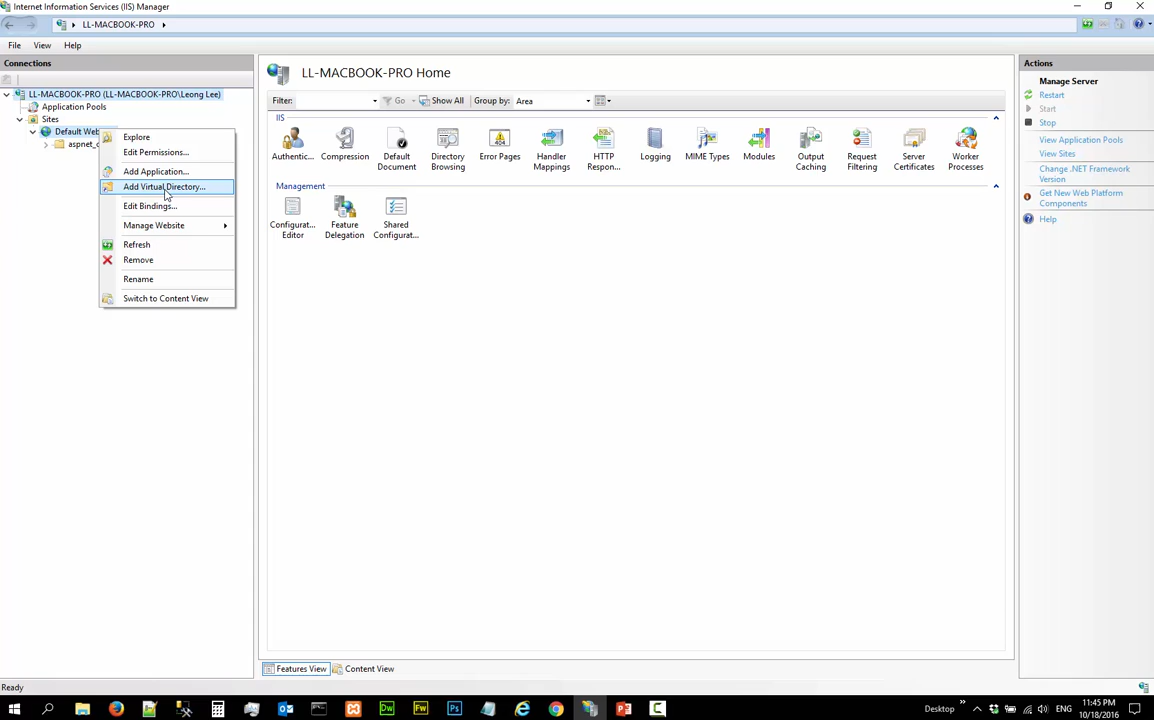 Internet Information Services (IIS) Manager
LL-MACBOOK-PRO
File View Help
Connections
LL-MACBOOK-PRO (LL-MACBOOK-PRO\Leong Lee)
Application Pools
Sites
Default Web
aspnet_c
Explore
Edit Permissions...
Add Application...
Add Virtual Directory...
Edit Bindings...
Manage Website
Refresh
Remove
Rename
Switch to Content View
LL-MACBOOK-PRO Home
Filter: Go Show All Group by: Area
IIS
Authentic...
Compression
Default Document
Directory Browsing
Error Pages
Handler Mappings
HTTP Respon...
Logging
MIME Types
Modules
Output Caching
Request Filtering
Server Certificates
Worker Processes
Management
Configurat... Editor
Feature Delegation
Shared Configurat...
Features View Content View
Actions
Manage Server
Restart
Start
Stop
View Application Pools
View Sites
Change .NET Framework
Version
Get New Web Platform
Components
Help
Ready
Desktop
ENG
11:45 PM
10/18/2016